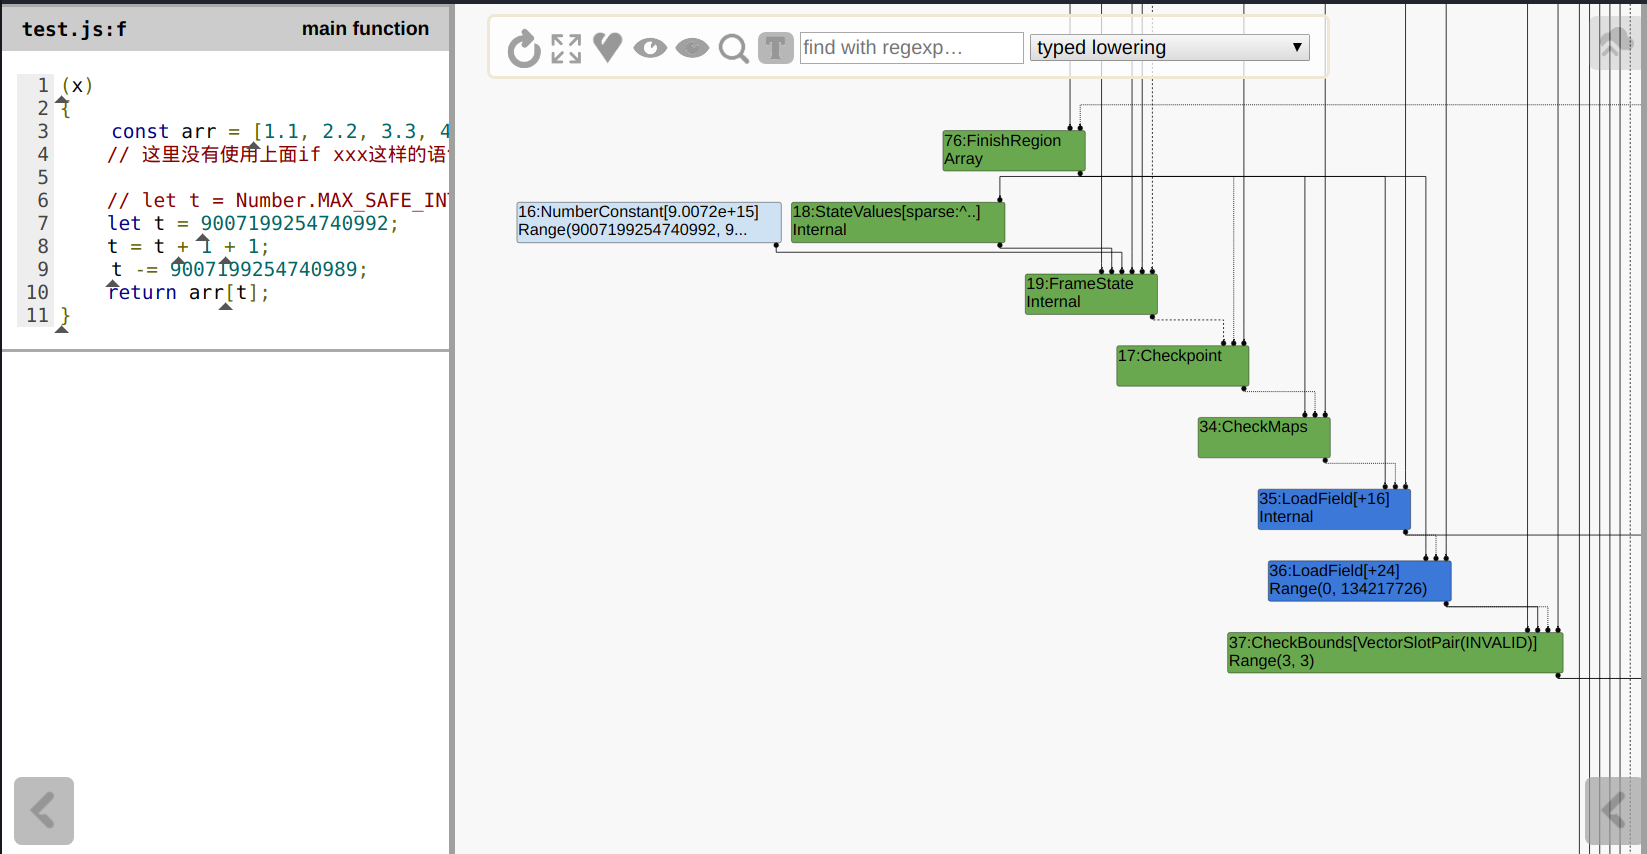 test.js:f main function
1 (x)
2 {
3 const arr = [1.1, 2.2, 3.3, 4
4 // 这里没有使用上面if xxx这样的语
5
6 // let t = Number.MAX_SAFE_IN
7 let t = 9007199254740992;
8 t = t + 1 + 1;
9 t -= 9007199254740989;
10 return arr[t];
11 }
T find with regexp... typed lowering
76:FinishRegion
Array
16:NumberConstant[9.0072e+15]
Range(9007199254740992, 9...
18:StateValues[sparse:^..]
Internal
19:FrameState
Internal
17:Checkpoint
34:CheckMaps
35:LoadField[+16]
Internal
36:LoadField[+24]
Range(0, 134217726)
37:CheckBounds[VectorSlotPair(INVALID)]
Range(3, 3)